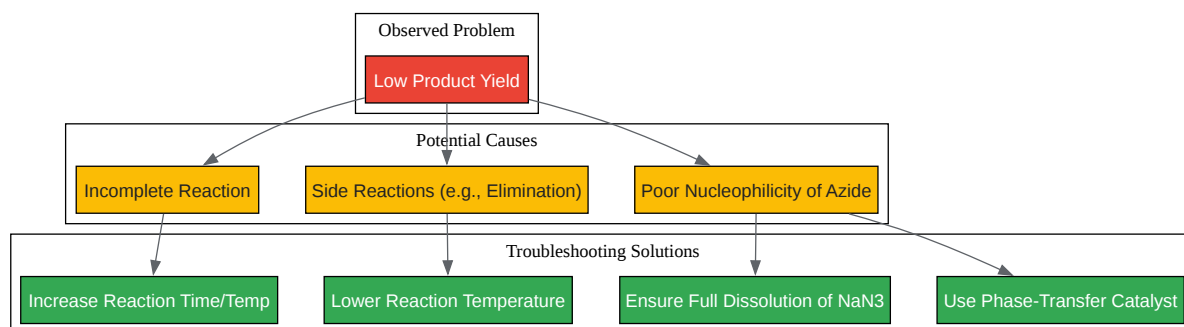 Observed Problem
Low Product Yield
Potential Causes
Incomplete Reaction
Side Reactions (e.g., Elimination)
Poor Nucleophilicity of Azide
Troubleshooting Solutions
Increase Reaction Time/Temp
Lower Reaction Temperature
Ensure Full Dissolution of NaN3
Use Phase-Transfer Catalyst